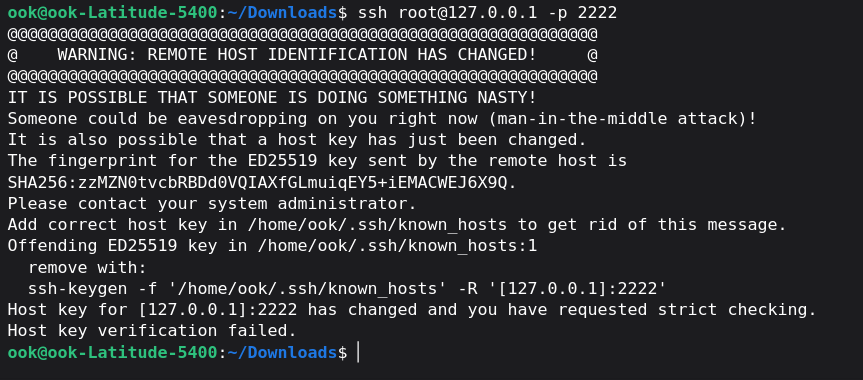 ook@ook-Latitude-5400:~/Downloads$ ssh root@127.0.0.1 -p 2222
@@@@@@@@@@@@@@@@@@@@@@@@@@@@@@@@@@@@@@@@@@@@@@@@@@@@@@@@@@@
@    WARNING: REMOTE HOST IDENTIFICATION HAS CHANGED!     @
@@@@@@@@@@@@@@@@@@@@@@@@@@@@@@@@@@@@@@@@@@@@@@@@@@@@@@@@@@@
IT IS POSSIBLE THAT SOMEONE IS DOING SOMETHING NASTY!
Someone could be eavesdropping on you right now (man-in-the-middle attack)!
It is also possible that a host key has just been changed.
The fingerprint for the ED25519 key sent by the remote host is
SHA256:zzMZN0tvcbRBDd0VQIAXfGLmuiqEY5+iEMACWEJ6X9Q.
Please contact your system administrator.
Add correct host key in /home/ook/.ssh/known_hosts to get rid of this message.
Offending ED25519 key in /home/ook/.ssh/known_hosts:1
  remove with:
  ssh-keygen -f '/home/ook/.ssh/known_hosts' -R '[127.0.0.1]:2222'
Host key for [127.0.0.1]:2222 has changed and you have requested strict checking.
Host key verification failed.
ook@ook-Latitude-5400:~/Downloads$